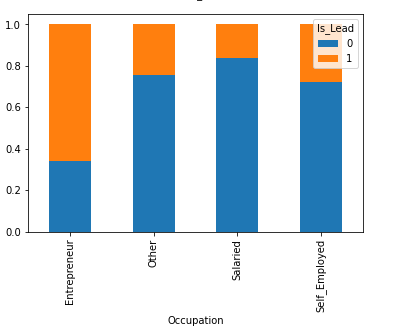 Is_Lead
0
1
1.0
0.8
0.6
0.4
0.2
0.0
Entrepreneur
Other
Salaried
Self_Employed
Occupation